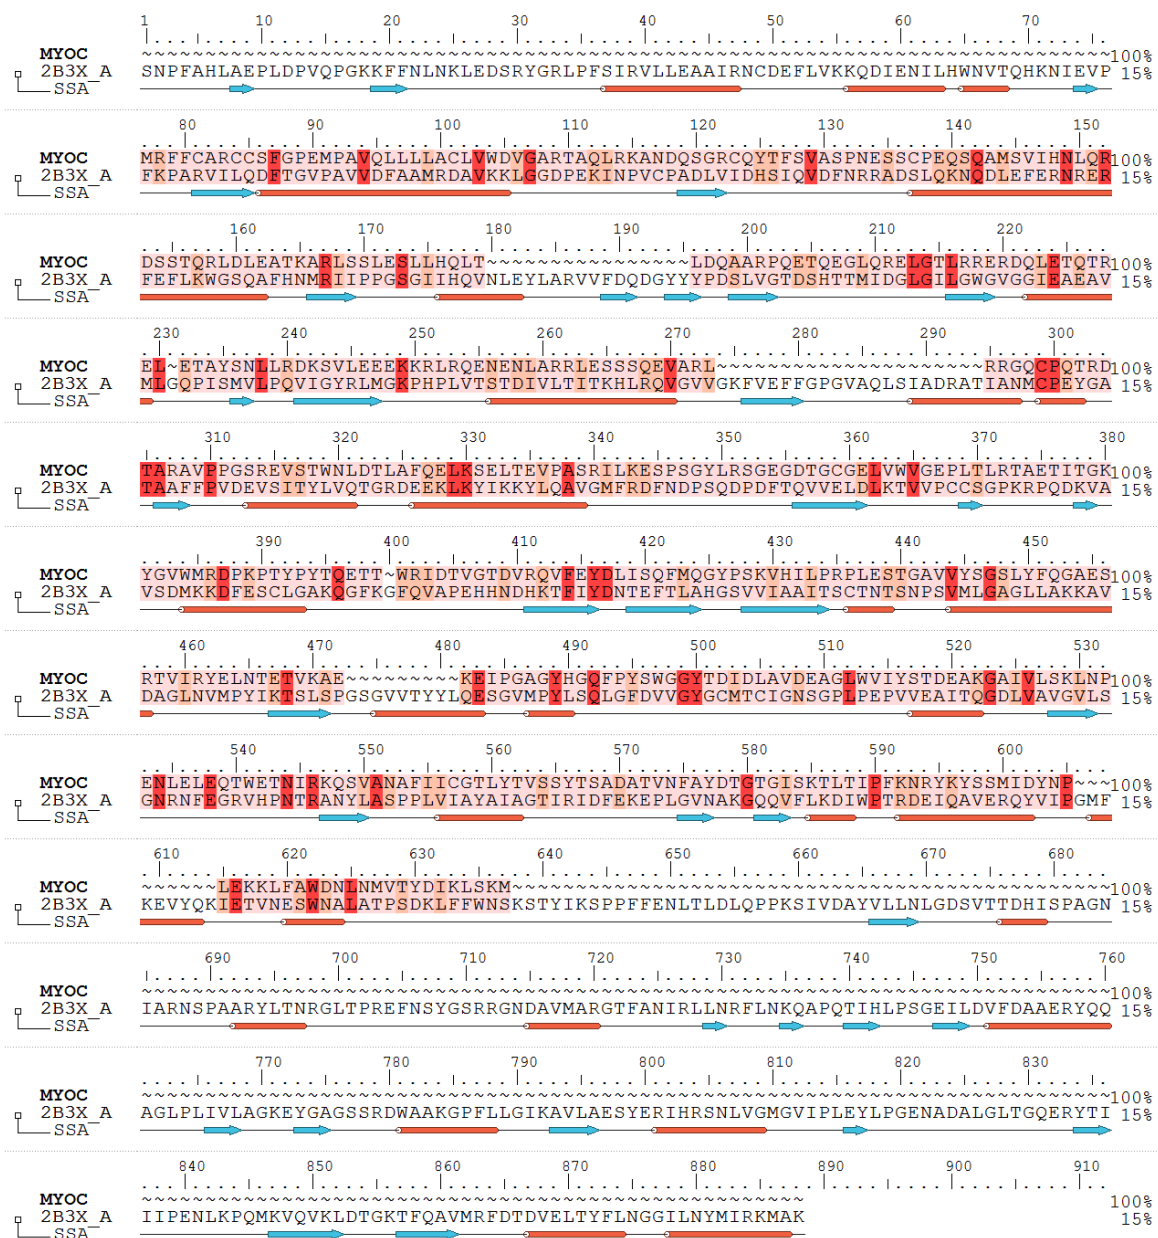 1 10 20 30 40 50 60 70
MYOC ~~~~~~~~~~~~~~~~~~~~~~~~~~~~~~~~~~~~~~~~~~~~~~~~~~~~~~~~~~~~~~~~~~~~~~~~~~~~ 100%
2B3X_A SNPFAHLAEPLDPVQPGKKFFNLNKLEDSRYGRLPFSIRVLLEAAIRNCDEFLVKKQDIENILHWNVTQHKNIEVP 15%
SSA
80 90 100 110 120 130 140 150
MYOC MRFFCARCCSFGPEMPAVQLLLLACLVWDVGARTAQLRKANDQSGRCQYTFSVASPNESSCPEQSQAMSVIHNLQR 100%
2B3X_A FKPARVILQDFTGVPAVVDFAAMRDAVKKLGGDPEKINPVCPADLVIDHSIQVDFNRRADSLQKNQDLEFERNRER 15%
SSA
160 170 180 190 200 210 220
MYOC DSSTQRLDLEATKARLSSLESLLHQLT~~~~~~~~~~~~~~~~LDQAARPQETQEGLQRELGTLRRERDQLETQTR 100%
2B3X_A FEFLKWGSQAFHNMRIIPPGSGIIHQVNLEYLARVVFDQDGYYYPDSLVGTDSHTTMIDGLGILGWGVGGIEAEAV 15%
SSA
230 240 250 260 270 280 290 300
MYOC EL~ETAYSNLLRDKSVLEEEKKRLRQENENLARRLESSSQEVARL~~~~~~~~~~~~~~~~~~~~~RRGQCPQTRD 100%
2B3X_A MLGQPISMVLPQVIGYRLMGKPHPLVTSTDIVLTITKHLRQVGVVGKFVEFFGPGVAQLSIADRATIANMCPEYGA 15%
SSA
310 320 330 340 350 360 370 380
MYOC TARAVPPGSREVSTWNLDTLAFQELKSELTEVPASRILKESPSGYLRSGEGDTGCGELVWVGEPLTLRTAETITGK 100%
2B3X_A TAAFFPVDEVSITYLVQTGRDEEKLKYIKKYLQAVGMFRDFNDPSQDPDFTQVVELDLKTVVPCCSGPKRPQDKVA 15%
SSA
390 400 410 420 430 440 450
MYOC YGVWMRDPKPTYPYTQETT~WRIDTVGTDVRQVFEYDLISQFMQGYPSKVHILPRPLESTGAVVYSGSLYFQGAES 100%
2B3X_A VSDMKKDFESCLGAKQGFKGFQVAPEHHNDHKTFIYDNTEFTLAHGSVVIAAITSCTNTSNPSVMLGAGLLAKKAV 15%
SSA
460 470 480 490 500 510 520 530
MYOC RTVIRYELNTETVKAE~~~~~~~~~KEIPGAGYHGQFPYSWGGYTDIDLAVDEAGLWVIYSTDEAKGAIVLSKLNP 100%
2B3X_A DAGLNVMPYIKTSLSPGSGVVTYYLQESGVMPYLSQLGFDVVGYGCMTCIGNSGPLPEPVVEAITQGDLVAVGVLS 15%
SSA
540 550 560 570 580 590 600
MYOC ENLELEQTWETNIRKQSVANAFIICGTLYTVSSYTSADATVNFAYDTGTGISKTLTIPFKNRYKYSSMIDYNP~~~ 100%
2B3X_A GNRNFEGRVHPNTRANYLASPPLVIAYAIAGTIRIDFEKEPLGVNAKGQQVFLKDIWPTRDEIQAVERQYVIPGMF 15%
SSA
610 620 630 640 650 660 670 680
MYOC ~~~~~~LEKKLFAWDNLNMVTYDIKLSKM~~~~~~~~~~~~~~~~~~~~~~~~~~~~~~~~~~~~~~~~~~~~~~~ 100%
2B3X_A KEVYQKIETVNESWNALATPSDKLFFWNSKSTYIKSPPFFENLTLDLQPPKSIVDAYVLLNLGDSVTTDHISPAGN 15%
SSA
690 700 710 720 730 740 750 760
MYOC ~~~~~~~~~~~~~~~~~~~~~~~~~~~~~~~~~~~~~~~~~~~~~~~~~~~~~~~~~~~~~~~~~~~~~~~~~~~~ 100%
2B3X_A IARNSPAARYLTNRGLTPREFNSYGSRRGNDAVMARGTFANIRLLNRFLNKQAPQTIHLPSGEILDVFDAAERYQQ 15%
SSA
770 780 790 800 810 820 830
MYOC ~~~~~~~~~~~~~~~~~~~~~~~~~~~~~~~~~~~~~~~~~~~~~~~~~~~~~~~~~~~~~~~~~~~~~~~~~~~~ 100%
2B3X_A AGLPLIVLAGKEYGAGSSRDWAAKGPFLLGIKAVLAESYERIHRSNLVGMGVIPLEYLPGENADALGLTGQERYTI 15%
SSA
840 850 860 870 880 890 900 910
MYOC ~~~~~~~~~~~~~~~~~~~~~~~~~~~~~~~~~~~~~~~~~~~~~~~~~~~~ 100%
2B3X_A IIPENLKPQMKVQVKLDTGKTFQAVMRFDTDVELTYFLNGGILNYMIRKMAK 15%
SSA